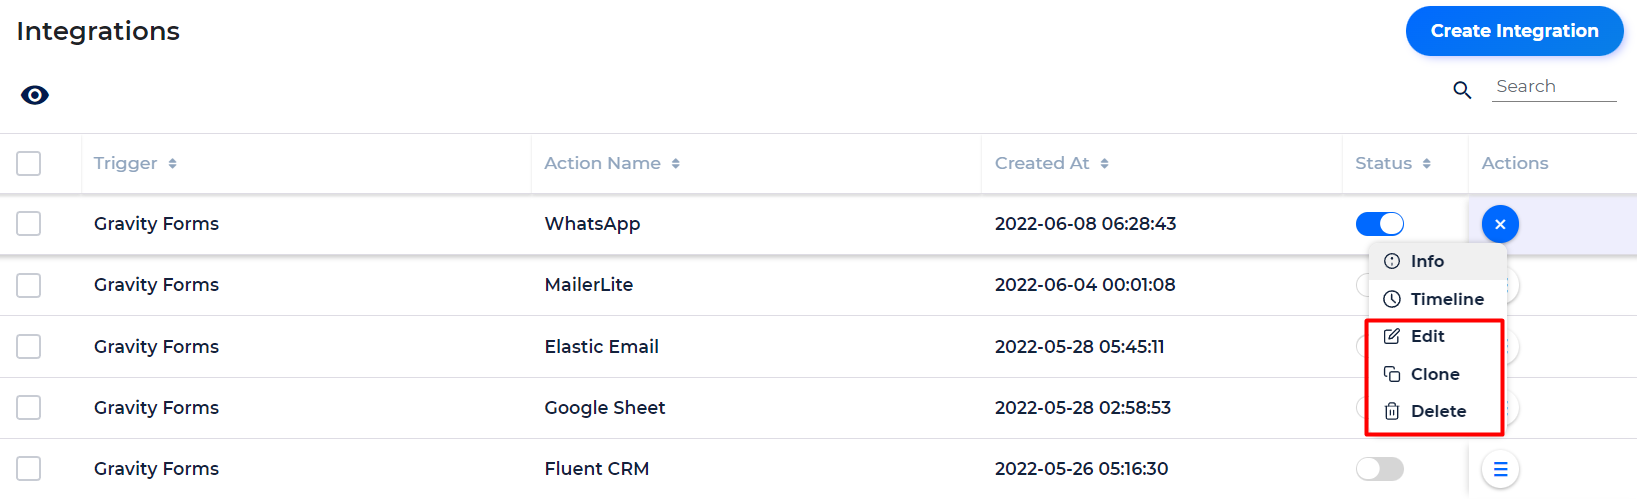 Integrations
Create Integration
Search
Trigger Action Name Created At Status Actions
Gravity Forms WhatsApp 2022-06-08 06:28:43
Info
Gravity Forms MailerLite 2022-06-04 00:01:08
Timeline
Edit
Gravity Forms Elastic Email 2022-05-28 05:45:11
Clone
Gravity Forms Google Sheet 2022-05-28 02:58:53
Delete
Gravity Forms Fluent CRM 2022-05-26 05:16:30